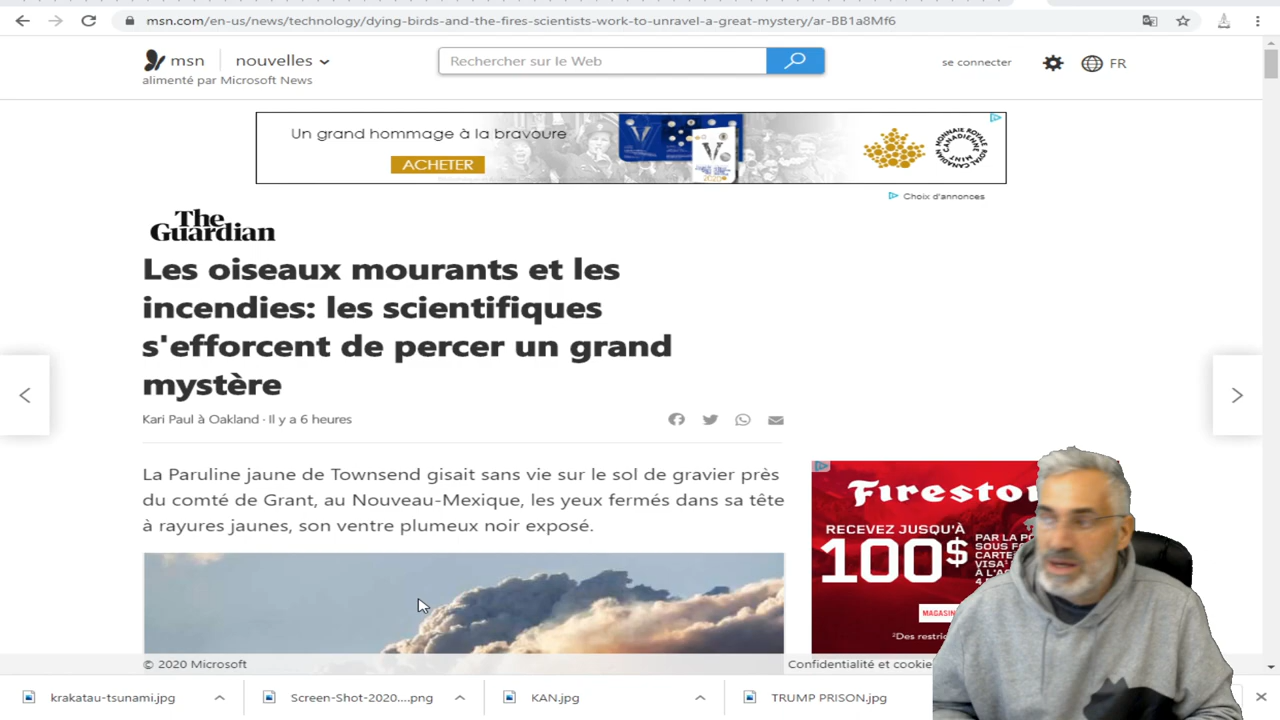 msn.com/en-us/news/technology/dying-birds-and-the-fires-scientists-work-to-unravel-a-great-mystery/ar-BB1a8Mf6
msn
nouvelles
Rechercher sur le Web
se connecter
FR
alimenté par Microsoft News
Un grand hommage à la bravoure
ACHETER
V
V
2020
MONNAIE ROYALE CANADIENNE
MINT
Choix d'annonces
The
Guardian
Les oiseaux mourants et les
incendies: les scientifiques
s'efforcent de percer un grand
mystère
Kari Paul à Oakland · Il y a 6 heures
La Paruline jaune de Townsend gisait sans vie sur le sol de gravier près
du comté de Grant, au Nouveau-Mexique, les yeux fermés dans sa tête
à rayures jaunes, son ventre plumeux noir exposé.
Firesto
RECEVEZ JUSQU'À
100$
PAR LA
SOUS
CARTE
VISA
À L'A
MAGASIN
²Des restri
© 2020 Microsoft
Confidentialité et cookie
krakatau-tsunami.jpg
Screen-Shot-2020....png
KAN.jpg
TRUMP PRISON.jpg